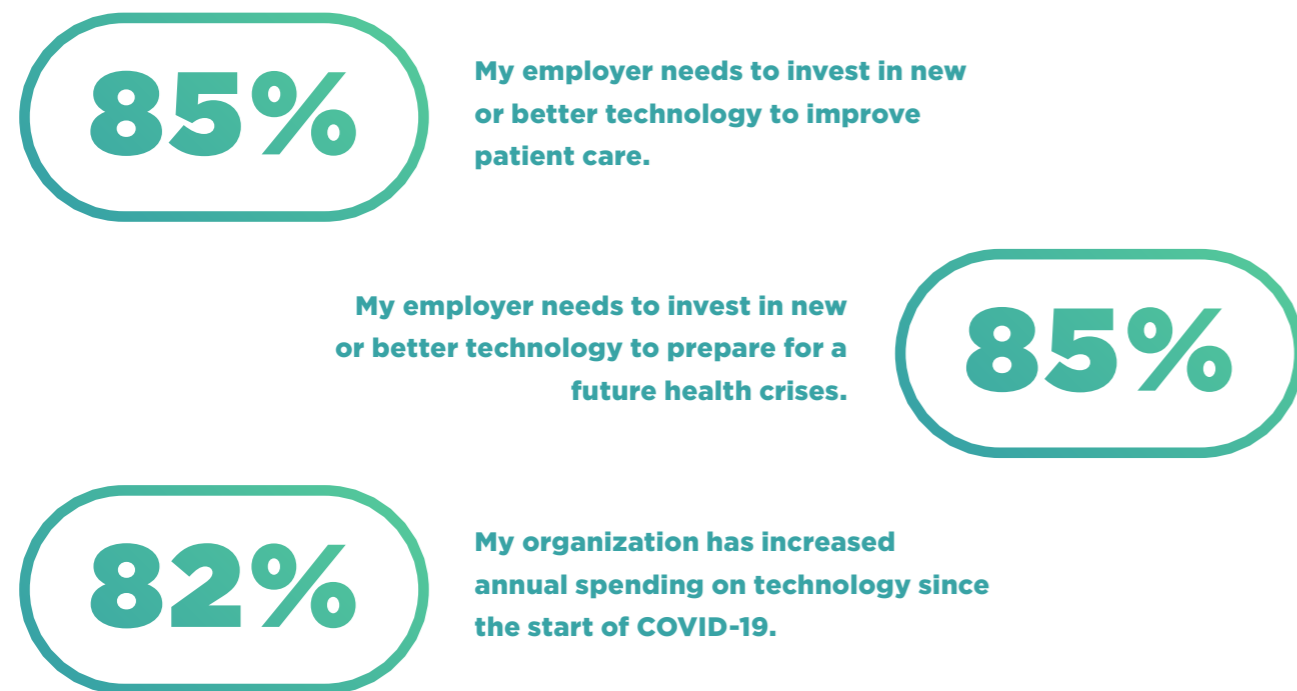 85%
My employer needs to invest in new
or better technology to improve
patient care.
My employer needs to invest in new
or better technology to prepare for a
future health crises.
85%
82%
My organization has increased
annual spending on technology since
the start of COVID-19.